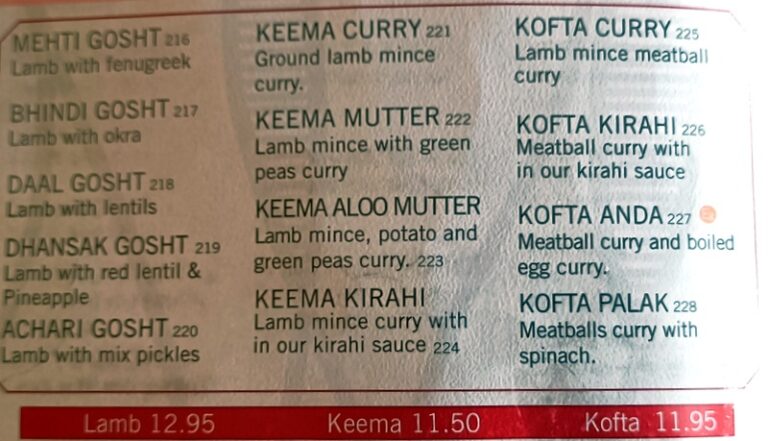 MEHTI GOSHT 216
Lamb with fenugreek
BHINDI GOSHT 217
Lamb with okra
DAAL GOSHT 218
Lamb with lentils
DHANSAK GOSHT 219
Lamb with red lentil &
Pineapple
ACHARI GOSHT 220
Lamb with mix pickles
KEEMA CURRY 221
Ground lamb mince
curry.
KEEMA MUTTER 222
Lamb mince with green
peas curry
KEEMA ALOO MUTTER
Lamb mince, potato and
green peas curry. 223
KEEMA KIRAHI
Lamb mince curry with
in our kirahi sauce 224
KOFTA CURRY 225
Lamb mince meatball
curry
KOFTA KIRAHI 226
Meatball curry with
in our kirahi sauce
KOFTA ANDA 227
Meatball curry and boiled
egg curry.
KOFTA PALAK 228
Meatballs curry with
spinach.
Lamb 12.95 Keema 11.50 Kofta 11.95